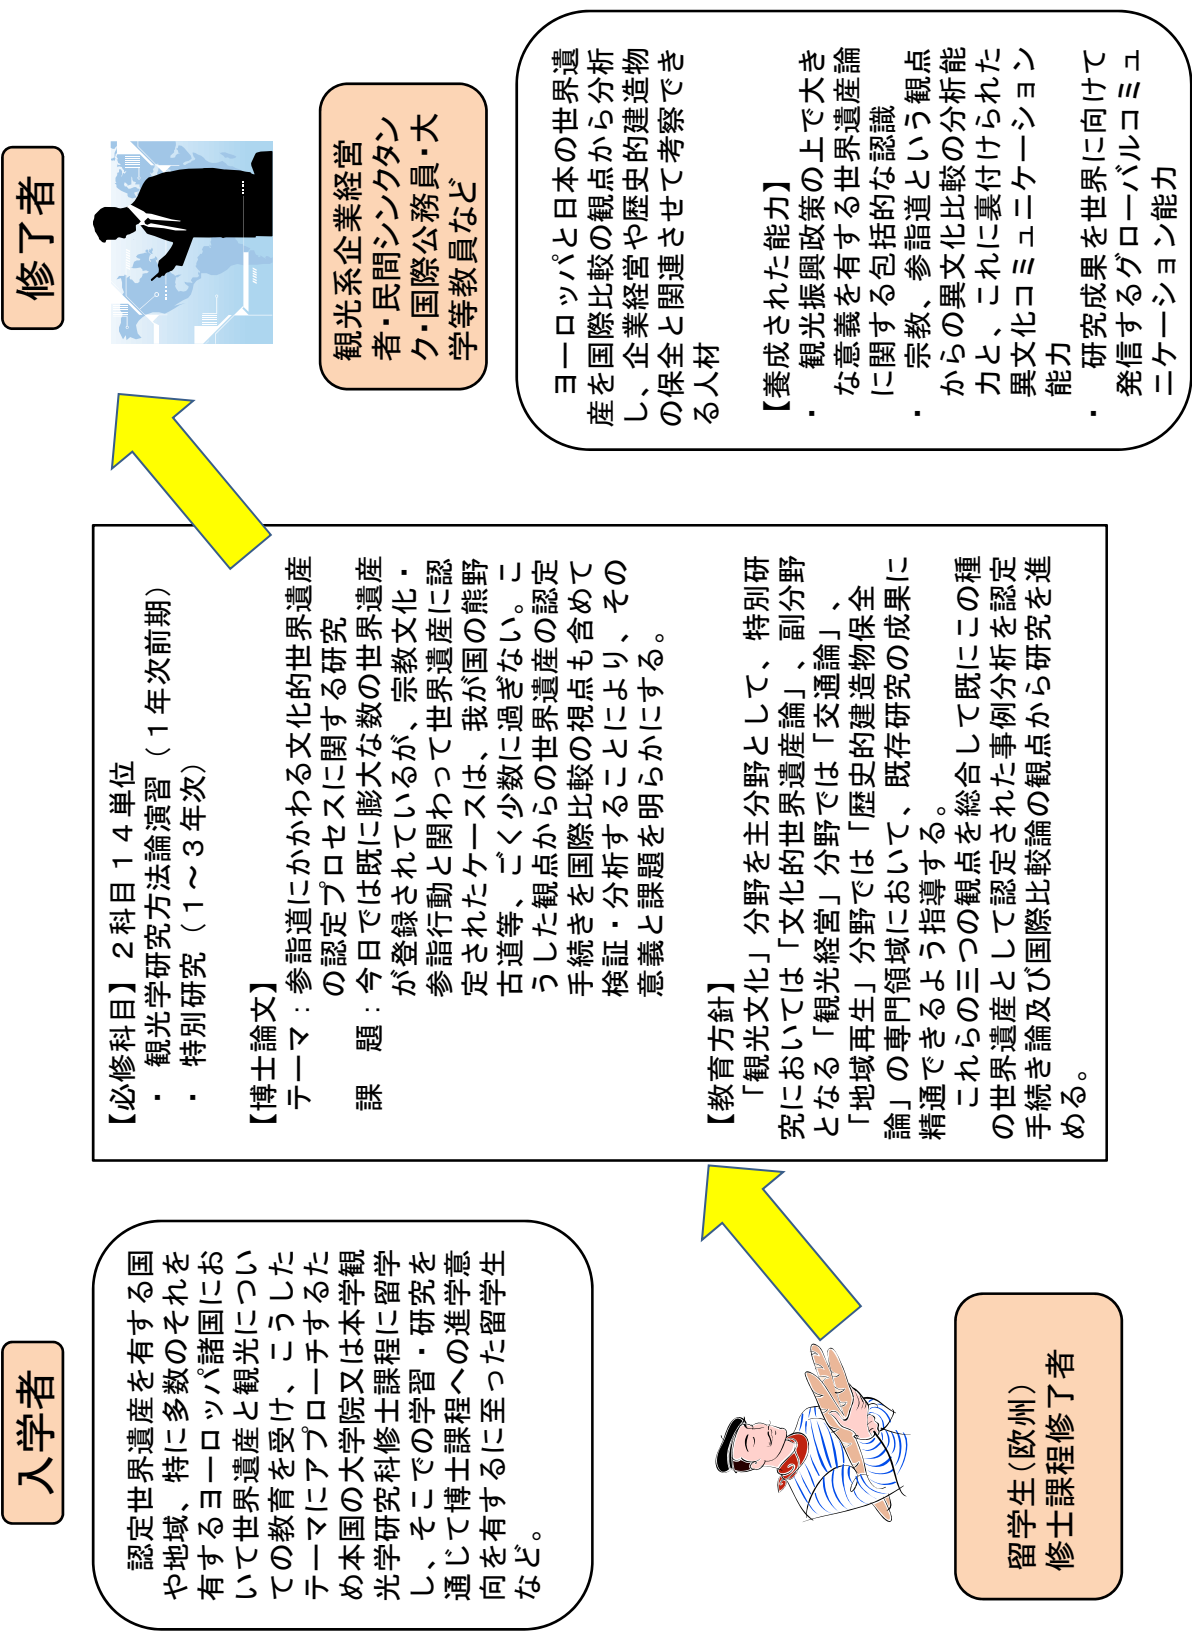 入学者
認定世界遺産を有する国
や地域、特に多数のそれを
有するヨーロッパ諸国にお
いて世界遺産と観光につい
ての教育を受け、こうした
テーマにアプローチするた
め本国の大学院又は本学観
光学研究科修士課程に留学
し、そこでの学習・研究を
通じて博士課程への進学意
向を有するに至った留学生
など。
留学生(欧州)
修士課程修了者
【必修科目】２科目１４単位
・ 観光学研究方法論演習(１年次前期)
・ 特別研究(１～３年次)
【博士論文】
テーマ：参詣道にかかわる文化的世界遺産
の認定プロセスに関する研究
課　題：今日では既に膨大な数の世界遺産
が登録されているが、宗教文化・
参詣行動と関わって世界遺産に認
定されたケースは、我が国の熊野
古道等、ごく少数に過ぎない。こ
うした観点からの世界遺産の認定
手続きを国際比較の視点も含めて
検証・分析することにより、その
意義と課題を明らかにする。
【教育方針】
「観光文化」分野を主分野として、特別研
究においては「文化的世界遺産論」、副分野
となる「観光経営」分野では「交通論」、
「地域再生」分野では「歴史的建造物保全
論」の専門領域において、既存研究の成果に
精通できるよう指導する。
これらの三つの観点を総合して既にこの種
の世界遺産として認定された事例分析を認定
手続き論及び国際比較論の観点から研究を進
める。
修了者
観光系企業経営
者・民間シンクタン
ク・国際公務員・大
学等教員など
ヨーロッパと日本の世界遺
産を国際比較の観点から分析
し、企業経営や歴史的建造物
の保全と関連させて考察でき
る人材
【養成された能力】
・ 観光振興政策の上で大き
な意義を有する世界遺産論
に関する包括的な認識
・ 宗教、参詣道という観点
からの異文化比較の分析能
力と、これに裏付けられた
異文化コミュニケーション
能力
・ 研究成果を世界に向けて
発信するグローバルコミュ
ニケーション能力